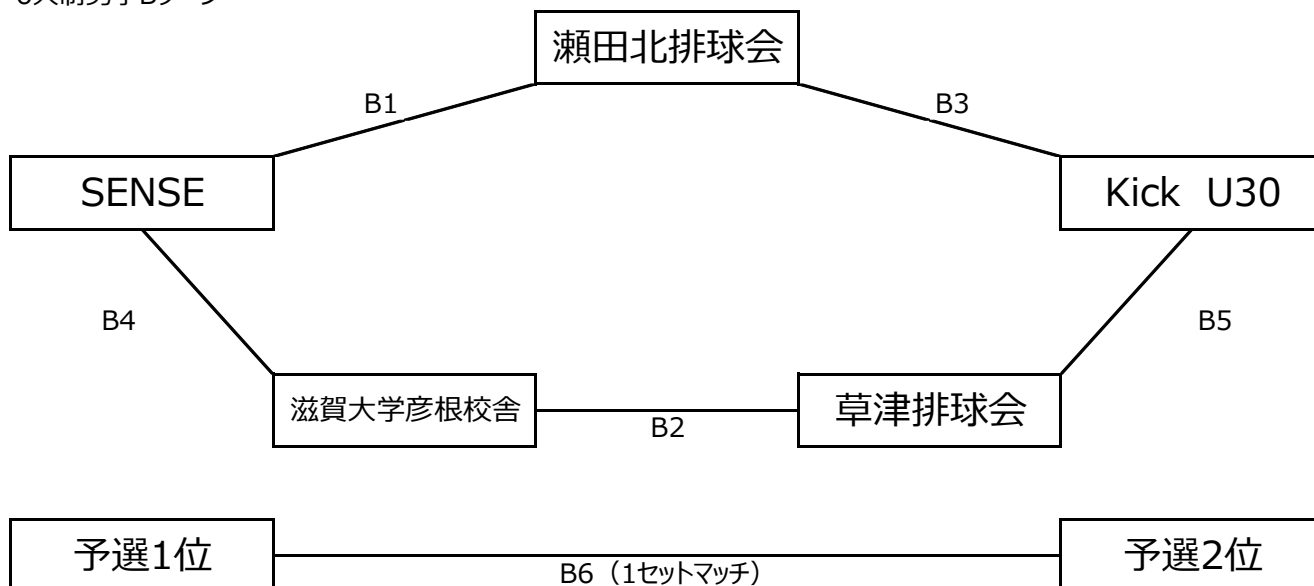 瀬田北排球会
B1
B3
SENSE
Kick U30
B4
B5
滋賀大学彦根校舎
B2
草津排球会
予選1位
B6（1セットマッチ）
予選2位